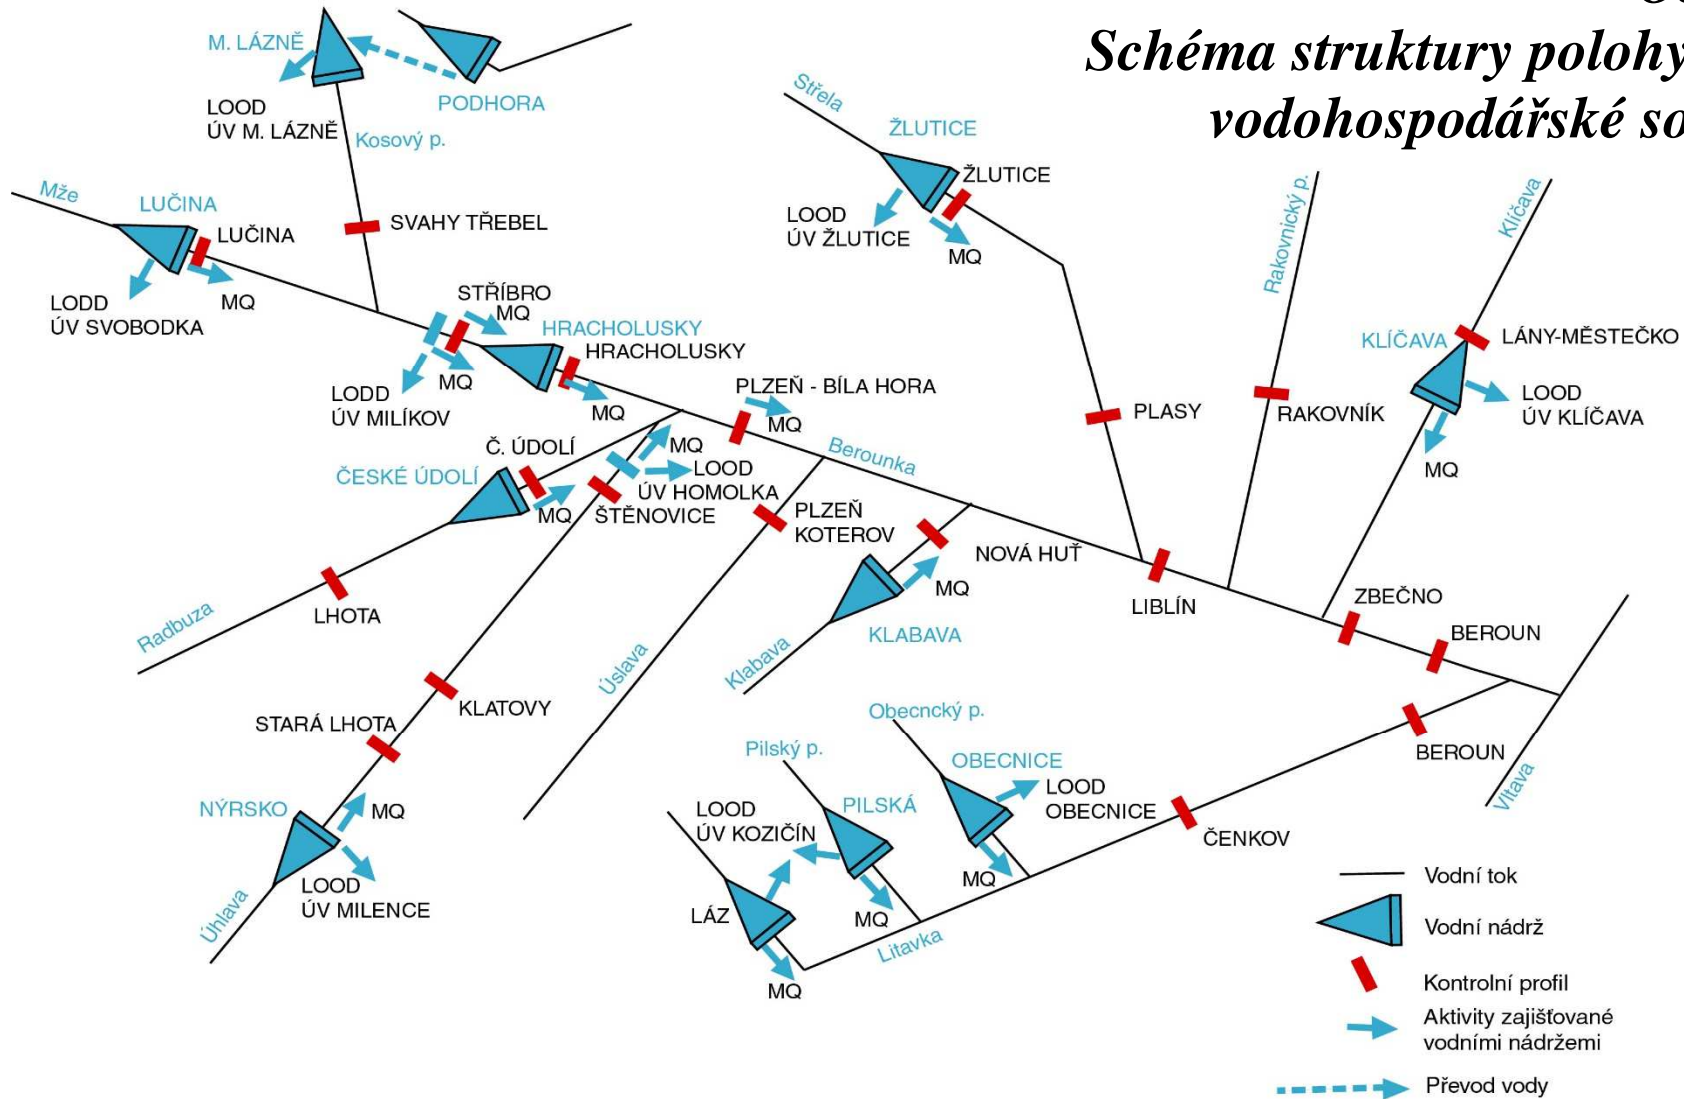 Schéma struktury polohy
vodohospodářské so
M. LÁZNĚ
LOOD
ÚV M. LÁZNĚ
PODHORA
Kosový p.
Střela
ŽLUTICE
ŽLUTICE
LOOD
ÚV ŽLUTICE
MQ
Rakovnický p.
Klíčava
Mže
LUČINA
LUČINA
SVAHY TŘEBEL
MQ
LODD
ÚV SVOBODKA
STŘÍBRO
MQ
HRACHOLUSKY
HRACHOLUSKY
MQ
LODD
ÚV MILÍKOV
MQ
PLZEŇ - BÍLA HORA
MQ
KLÍČAVA
LÁNY-MĚSTEČKO
LOOD
ÚV KLÍČAVA
MQ
PLASY
RAKOVNÍK
Berounka
Č. ÚDOLÍ
ČESKÉ ÚDOLÍ
MQ
MQ
LOOD
ÚV HOMOLKA
ŠTĚNOVICE
PLZEŇ
KOTEROV
NOVÁ HUŤ
MQ
KLABAVA
Klabava
LIBLÍN
ZBEČNO
BEROUN
LHOTA
Radbuza
Úslava
KLATOVY
STARÁ LHOTA
NÝRSKO
MQ
LOOD
ÚV MILENCE
Úhlava
Obecncký p.
Pilský p.
OBECNICE
LOOD
OBECNICE
MQ
PILSKÁ
LOOD
ÚV KOZIČÍN
MQ
LÁZ
MQ
Litavka
ČENKOV
BEROUN
Vltava
Vodní tok
Vodní nádrž
Kontrolní profil
Aktivity zajišťované
vodními nádržemi
Převod vody